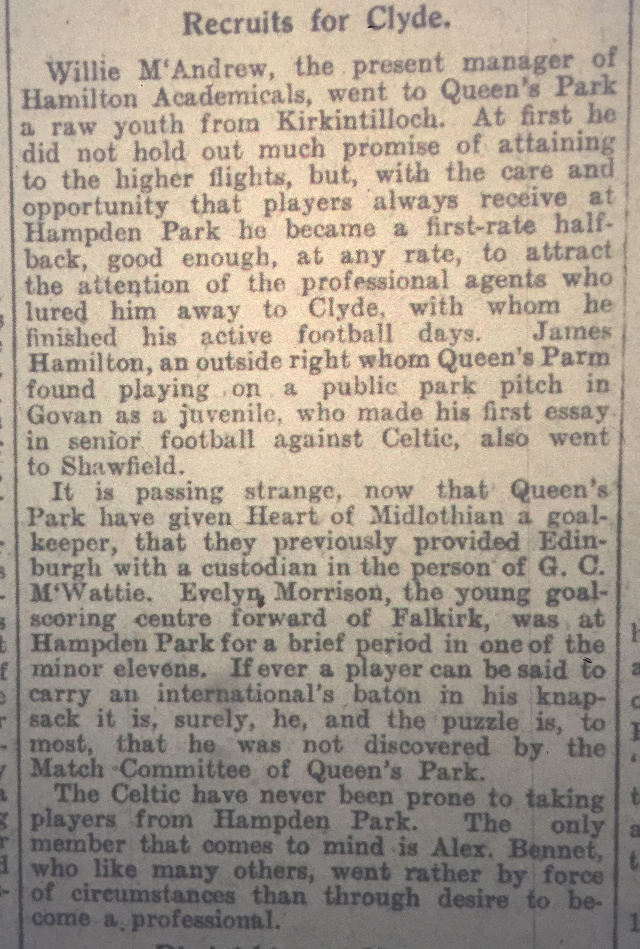 Recruits for Clyde.
Willie M'Andrew, the present manager of
Hamilton Academicals, went to Queen's Park
a raw youth from Kirkintilloch. At first he
did not hold out much promise of attaining
to the higher flights, but, with the care and
opportunity that players always receive at
Hampden Park he became a first-rate half-
back, good enough, at any rate, to attract
the attention of the professional agents who
lured him away to Clyde, with whom he
finished his active football days. James
Hamilton, an outside right whom Queen's Parm
found playing on a public park pitch in
Govan as a juvenile, who made his first essay
in senior football against Celtic, also went
to Shawfield.
It is passing strange, now that Queen's
Park have given Heart of Midlothian a goal-
keeper, that they previously provided Edin-
burgh with a custodian in the person of G. C.
M'Wattie. Evelyn Morrison, the young goal-
scoring centre forward of Falkirk, was at
Hampden Park for a brief period in one of the
minor elevens. If ever a player can be said to
carry an international's baton in his knap-
sack it is, surely, he, and the puzzle is, to
most, that he was not discovered by the
Match Committee of Queen's Park.
The Celtic have never been prone to taking
players from Hampden Park. The only
member that comes to mind is Alex. Bennet,
who like many others, went rather by force
of circumstances than through desire to be-
come a professional.